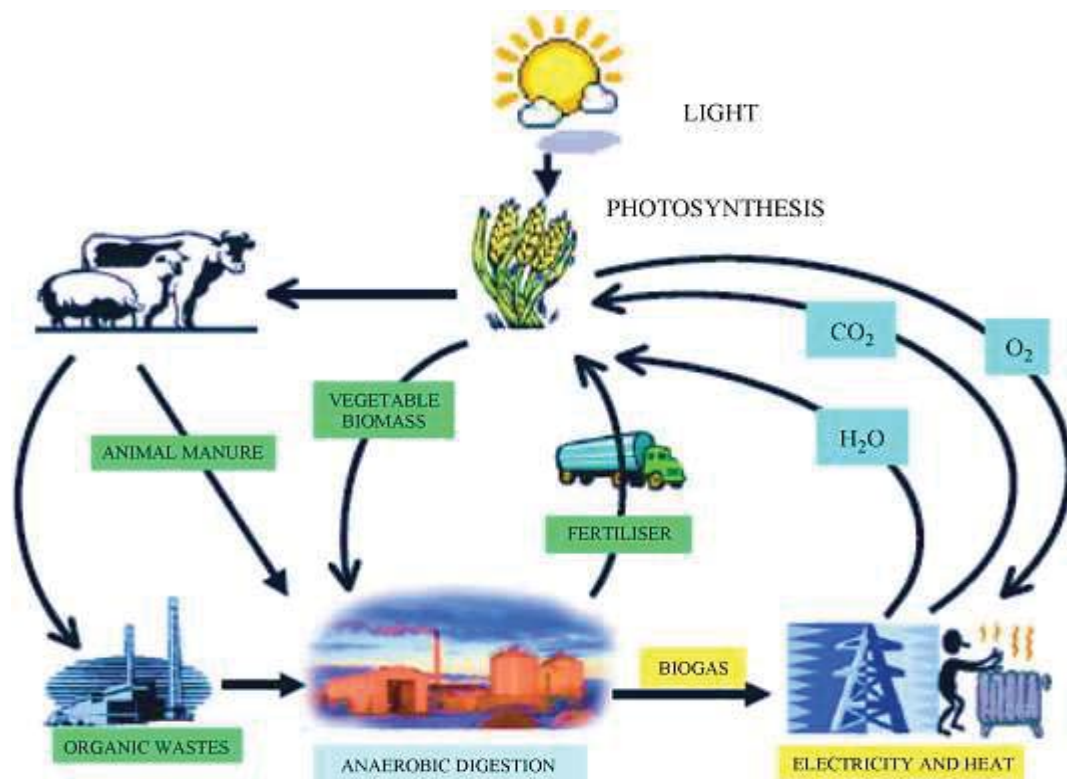 LIGHT
PHOTOSYNTHESIS
CO₂
O₂
VEGETABLE
BIOMASS
H₂O
ANIMAL MANURE
FERTILISER
BIOGAS
ORGANIC WASTES
ANAEROBIC DIGESTION
ELECTRICITY AND HEAT